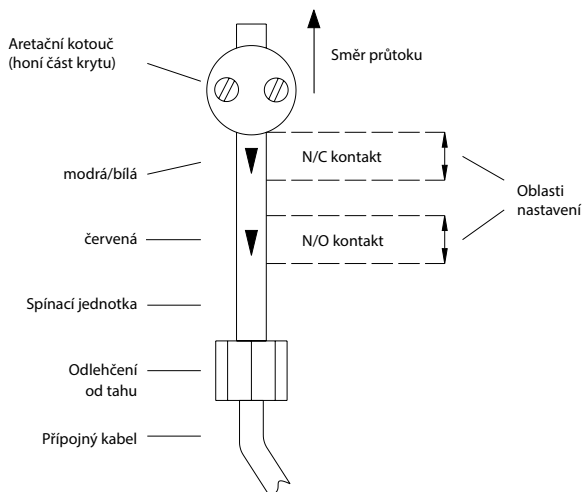 Aretační kotouč
(honí část krytu)
Směr průtoku
N/C kontakt
modrá/bílá
Oblasti
nastavení
N/O kontakt
červená
Spínací jednotka
Odlehčení
od tahu
Přípojný kabel